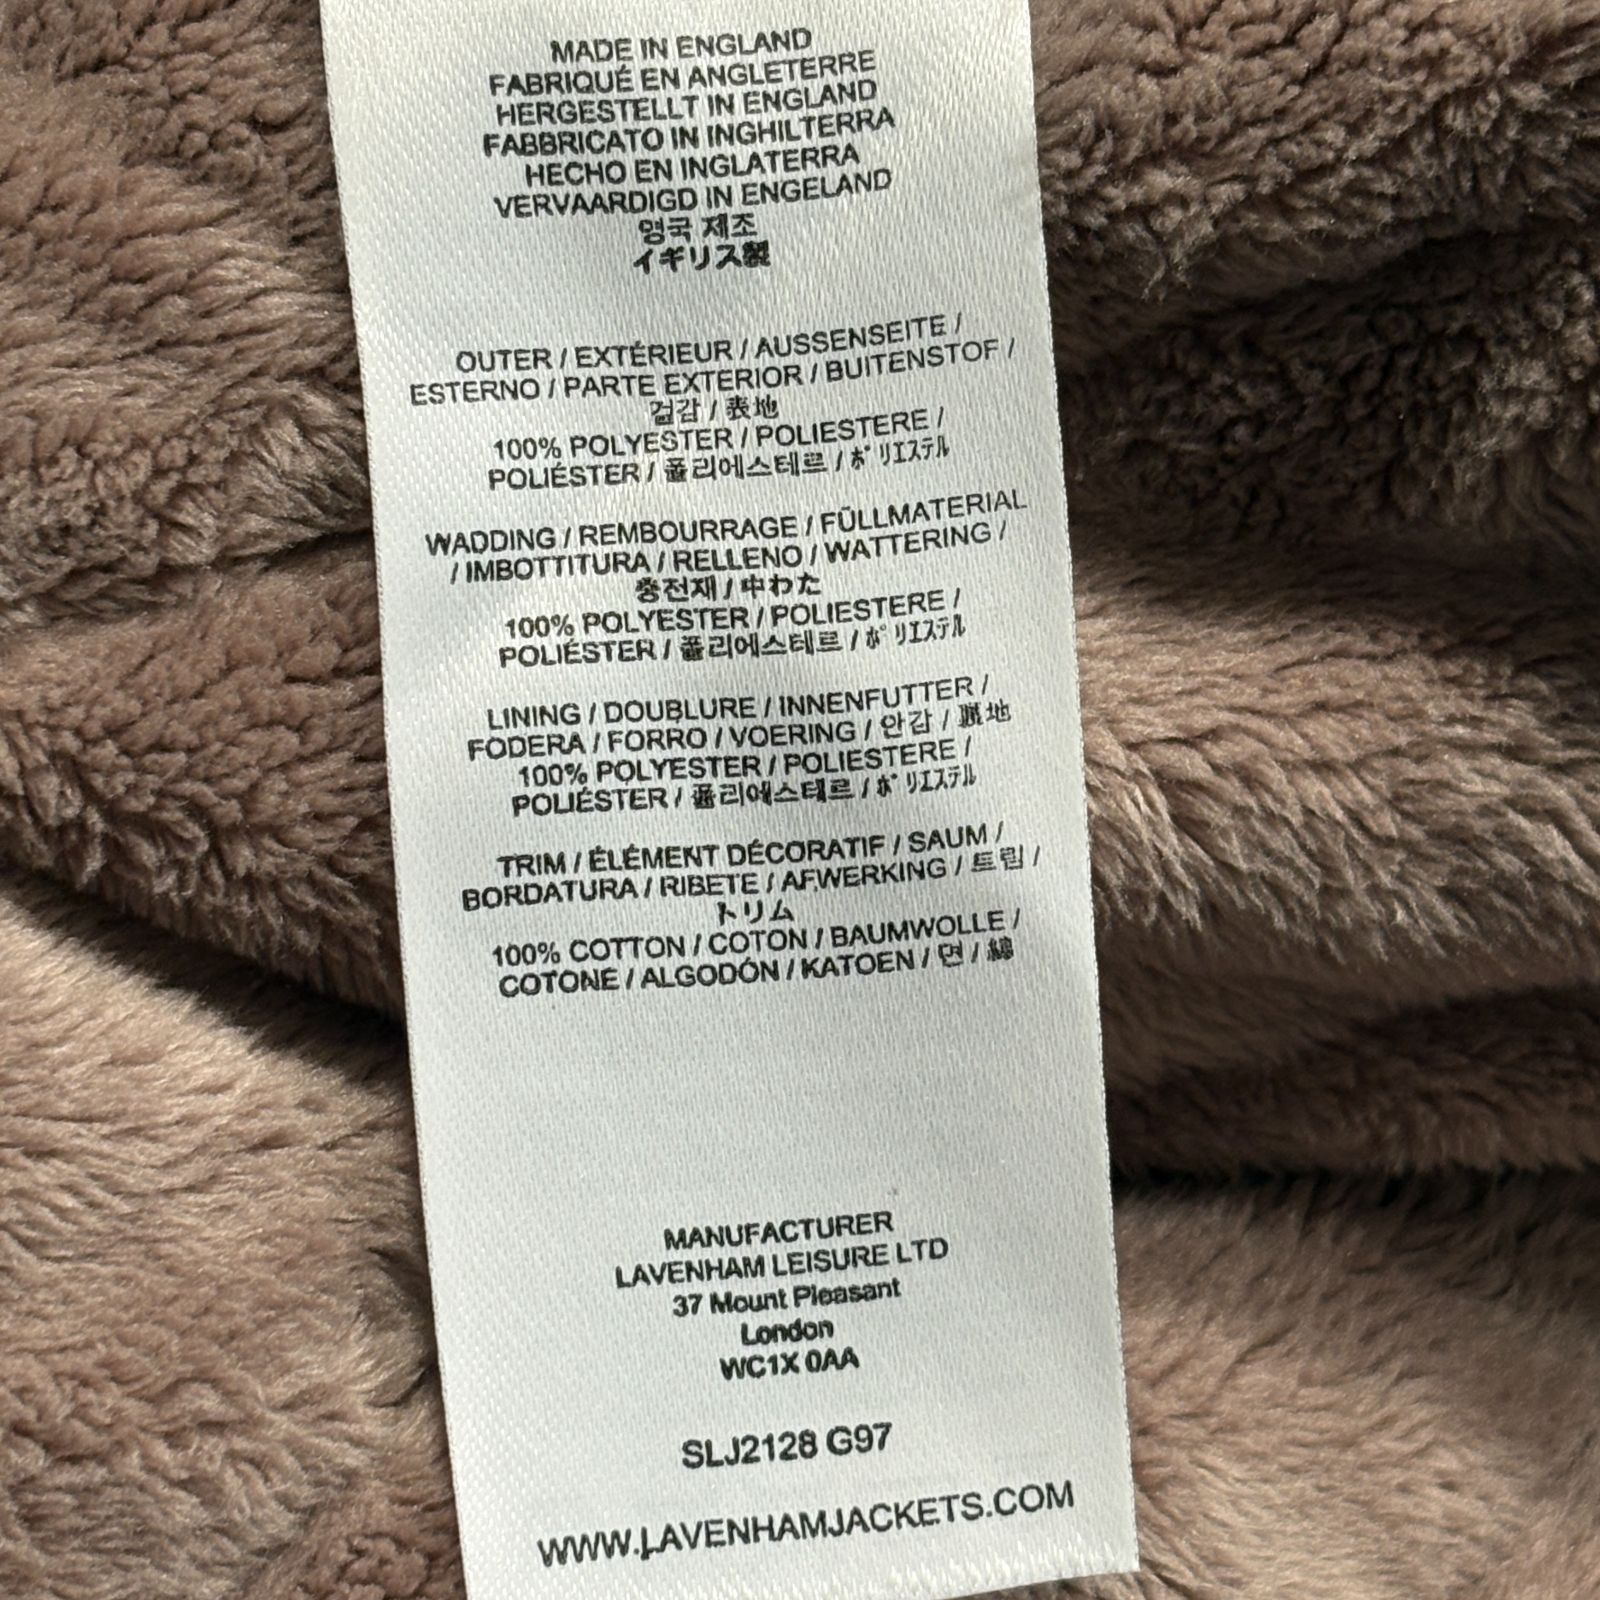 MADE IN ENGLAND
FABRIQUÉ EN ANGLETERRE
HERGESTELLT IN ENGLAND
FABBRICATO IN INGHILTERRA
HECHO EN INGLATERRA
VERVAARDIGD IN ENGELAND
영국 제조
イギリス製
OUTER / EXTÉRIEUR / AUSSENSEITE /
ESTERNO / PARTE EXTERIOR / BUITENSTOF /
겉감 / 表地
100% POLYESTER / POLIESTERE /
POLIÉSTER / 폴리에스테르 / ﾎﾟﾘｴｽﾃﾙ
WADDING / REMBOURRAGE / FÜLLMATERIAL
/ IMBOTTITURA / RELLENO / WATTERING /
충전재 / 中わた
100% POLYESTER / POLIESTERE /
POLIÉSTER / 폴리에스테르 / ﾎﾟﾘｴｽﾃﾙ
LINING / DOUBLURE / INNENFUTTER /
FODERA / FORRO / VOERING / 안감 / 裏地
100% POLYESTER / POLIESTERE /
POLIÉSTER / 폴리에스테르 / ﾎﾟﾘｴｽﾃﾙ
TRIM / ÉLÉMENT DÉCORATIF / SAUM /
BORDATURA / RIBETE / AFWERKING / 트림 /
トリム
100% COTTON / COTON / BAUMWOLLE /
COTONE / ALGODÓN / KATOEN / 면 / 綿
MANUFACTURER
LAVENHAM LEISURE LTD
37 Mount Pleasant
London
WC1X 0AA
SLJ2128 G97
WWW.LAVENHAMJACKETS.COM